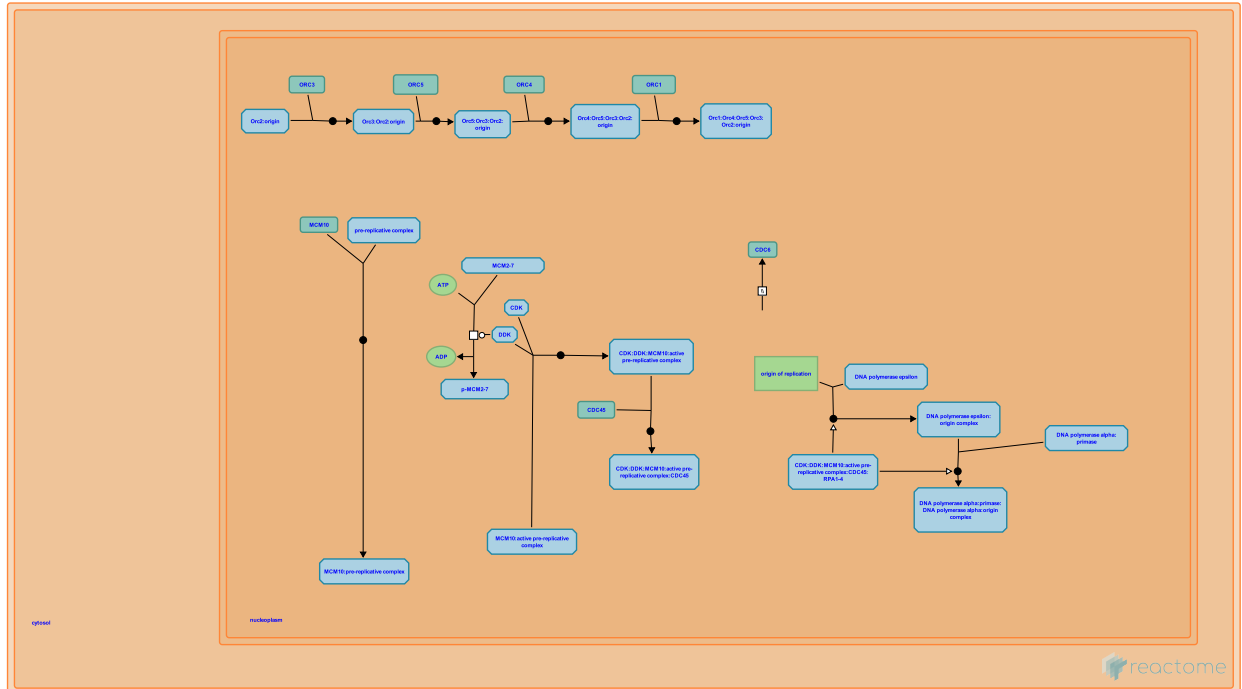 ORC3
ORC5
ORC4
ORC1
Orc2:origin
Orc3:Orc2:origin
Orc5:Orc3:Orc2:
origin
Orc4:Orc5:Orc3:Orc2:
origin
Orc1:Orc4:Orc5:Orc3:
Orc2:origin
MCM10
pre-replicative complex
MCM2-7
ATP
CDK
DDK
ADP
p-MCM2-7
CDC6
CDK:DDK:MCM10:active
pre-replicative complex
CDC45
CDK:DDK:MCM10:active pre-
replicative complex:CDC45
origin of replication
DNA polymerase epsilon
DNA polymerase epsilon:
origin complex
DNA polymerase alpha:
primase
CDK:DDK:MCM10:active pre-
replicative complex:CDC45:
RPA1-4
DNA polymerase alpha:primase:
DNA polymerase alpha:origin
complex
MCM10:active pre-replicative
complex
MCM10:pre-replicative complex
cytosol
nucleoplasm
reactome